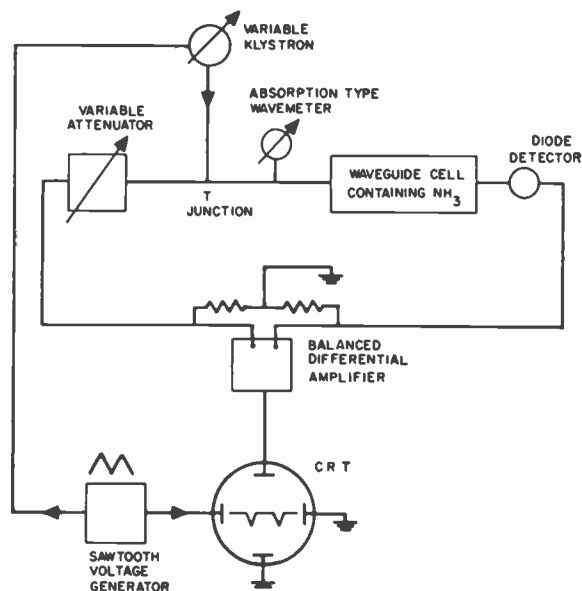 VARIABLE
KLYSTRON
ABSORPTION TYPE
WAVEMETER
VARIABLE
ATTENUATOR
DIODE
DETECTOR
WAVEGUIDE CELL
CONTAINING NH3
T
JUNCTION
BALANCED
DIFFERENTIAL
AMPLIFIER
CRT
SAWTOOTH
VOLTAGE
GENERATOR